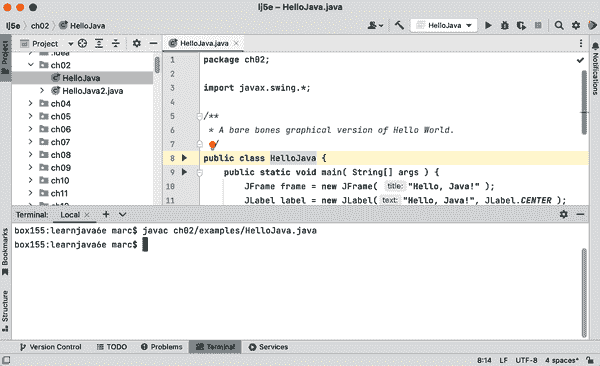 lj5e – HelloJava.java
lj5e
ch02
HelloJava
HelloJava
Project
Project
HelloJava.java
.idea
ch02
HelloJava
HelloJava2.java
ch04
ch05
ch06
ch07
ch08
ch09
ch10
ch11
ch12
1 package ch02;
2
3 import javax.swing.*;
4
5 /**
6 * A bare bones graphical version of Hello World.
7 */
8 public class HelloJava {
9 public static void main( String[] args ) {
10 JFrame frame = new JFrame( title: "Hello, Java!" );
11 JLabel label = new JLabel( text: "Hello, Java!", JLabel.CENTER );
Notifications
Terminal: Local
box155:learnjava6e marc$ javac ch02/examples/HelloJava.java
box155:learnjava6e marc$
Bookmarks
Structure
Version Control TODO Problems Terminal Services
8:14 LF UTF-8 4 spaces*